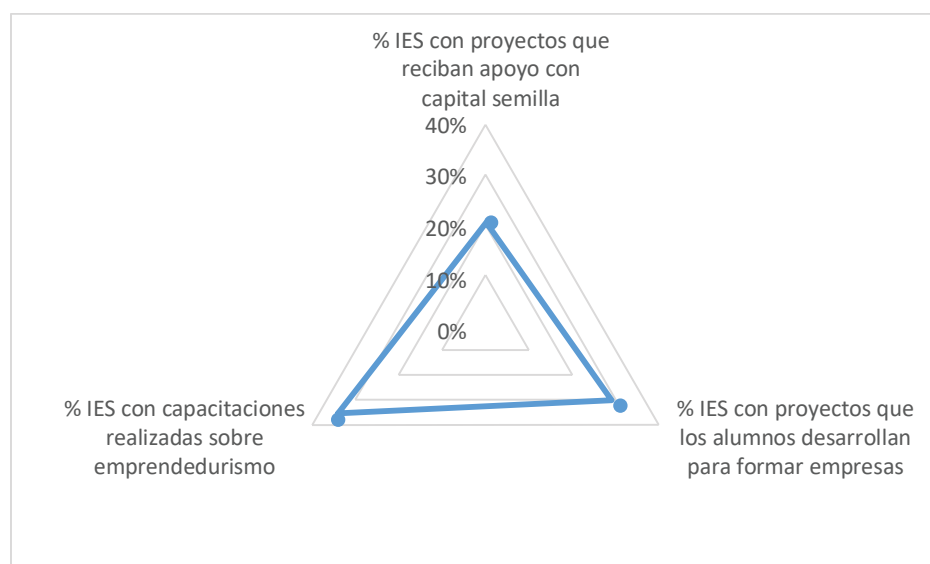 % IES con proyectos que
reciban apoyo con
capital semilla
40%
30%
20%
10%
0%
% IES con capacitaciones
realizadas sobre
emprendedurismo
% IES con proyectos que
los alumnos desarrollan
para formar empresas